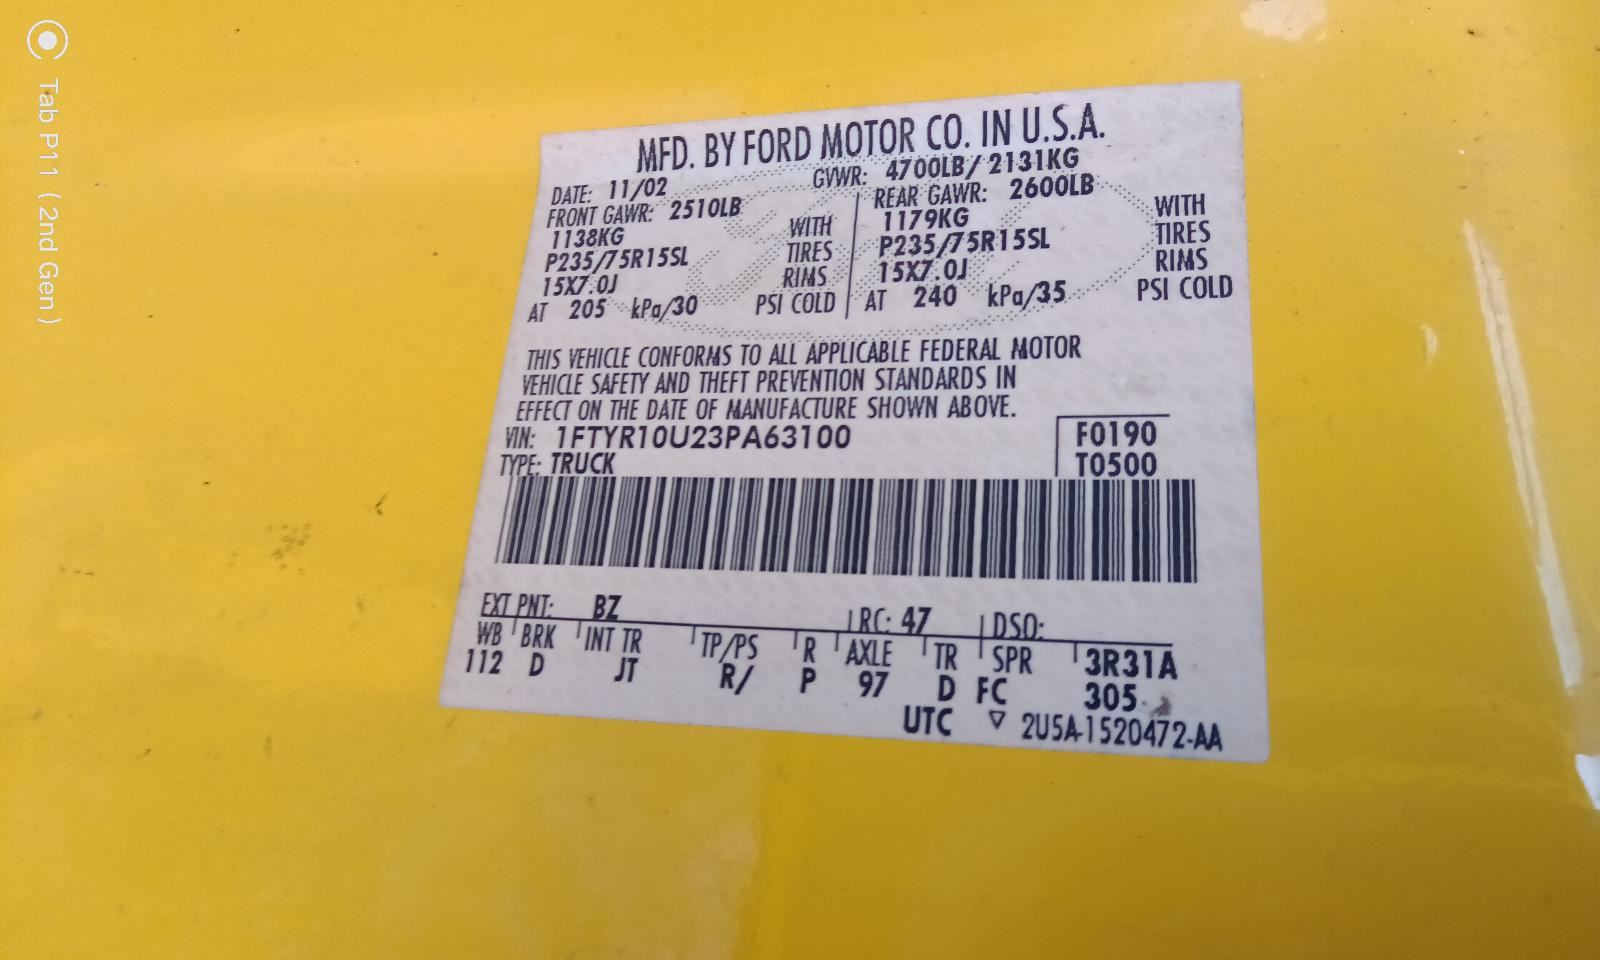 Tab P11 (2nd Gen)
MFD. BY FORD MOTOR CO. IN U.S.A.
DATE: 11/02 GVWR: 4700LB/ 2131KG
FRONT GAWR: 2510LB REAR GAWR: 2600LB
1138KG WITH 1179KG WITH
P235/75R15SL TIRES P235/75R15SL TIRES
15X7.0J RIMS 15X7.0J RIMS
AT 205 kPa/30 PSI COLD AT 240 kPa/35 PSI COLD
THIS VEHICLE CONFORMS TO ALL APPLICABLE FEDERAL MOTOR
VEHICLE SAFETY AND THEFT PREVENTION STANDARDS IN
EFFECT ON THE DATE OF MANUFACTURE SHOWN ABOVE.
VIN: 1FTYR10U23PA63100 F0190
TYPE: TRUCK T0500
EXT PNT: BZ RC: 47 DSO:
WB BRK INT TR TP/PS R AXLE TR SPR 3R31A
112 D JT R/ P 97 D FC 305
UTC ▽ 2U5A-1520472-AA